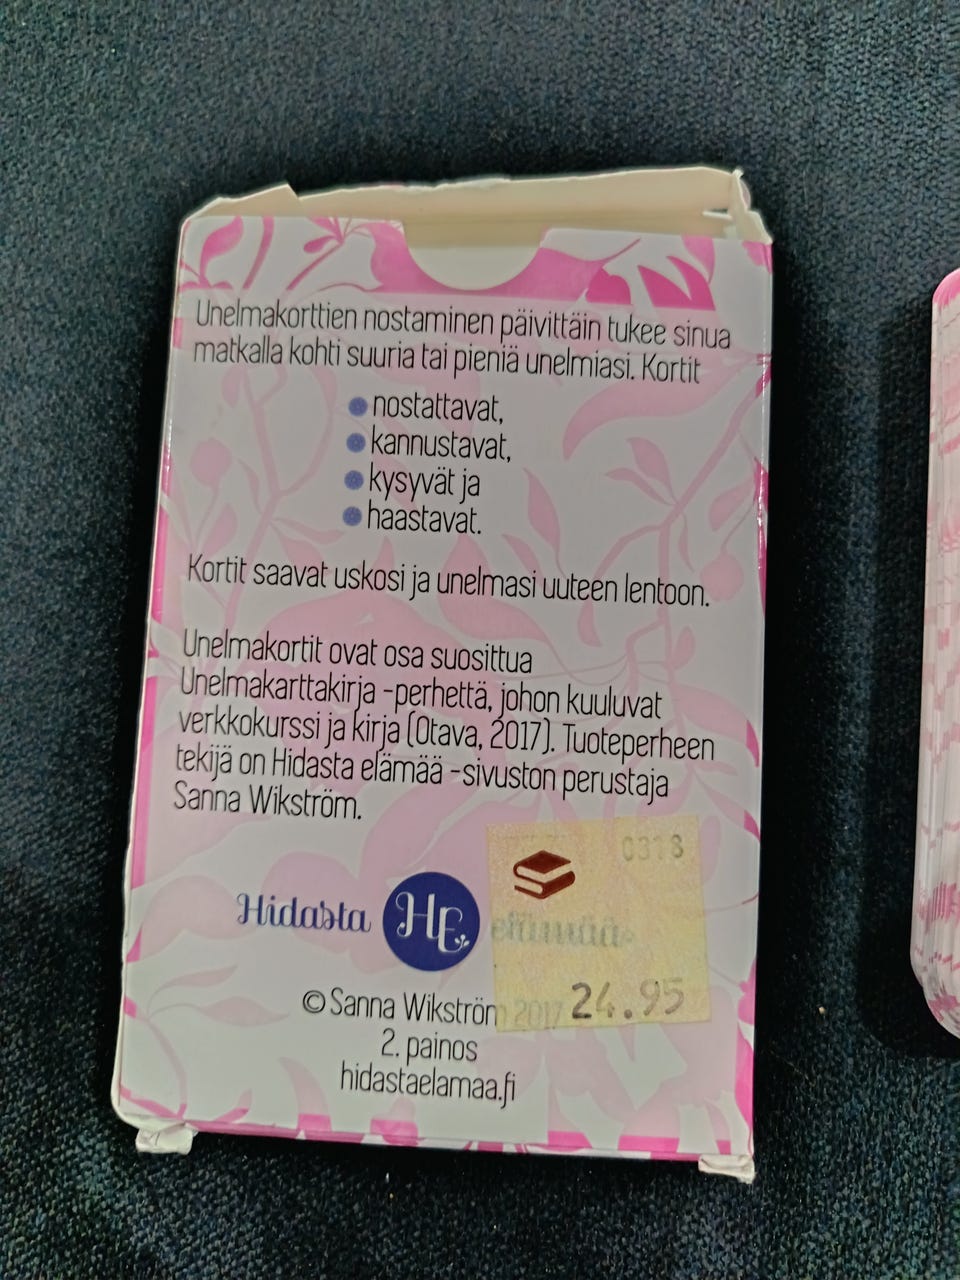 Unelmakorttien nostaminen päivittäin tukee sinua
matkalla kohti suuria tai pieniä unelmiasi. Kortit
nostattavat,
kannustavat,
kysyvät ja
haastavat.
Kortit saavat uskosi ja unelmasi uuteen lentoon.
Unelmakortit ovat osa suosittua
Unelmakarttakirja -perhettä, johon kuuluvat
verkkokurssi ja kirja (Otava, 2017). Tuoteperheen
tekijä on Hidasta elämää -sivuston perustaja
Sanna Wikström.
0318
Hidasta HE elämää
24.95
© Sanna Wikström 2017
2. painos
hidastaelamaa.fi